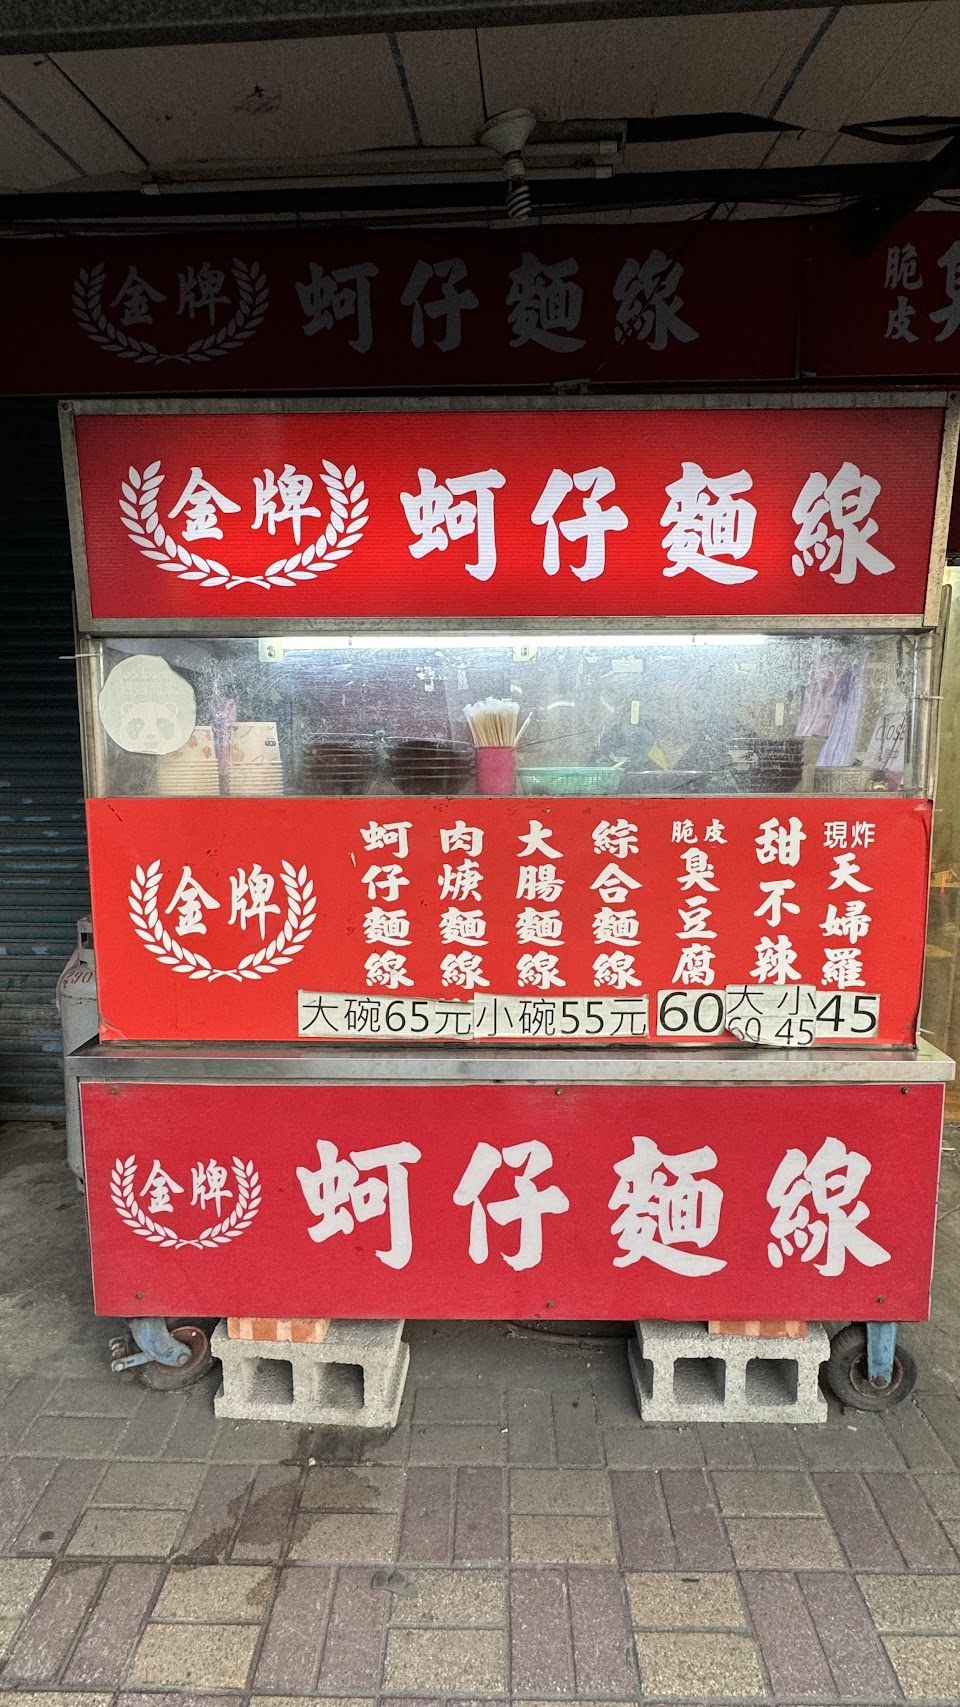 金牌 蚵仔麵線
脆皮
金牌 蚵仔麵線
金牌
蚵仔麵線
肉焿麵線
大腸麵線
綜合麵線
脆皮臭豆腐
甜不辣
現炸天婦羅
大碗65元
小碗55元
60
大 小
60 45
45
金牌 蚵仔麵線